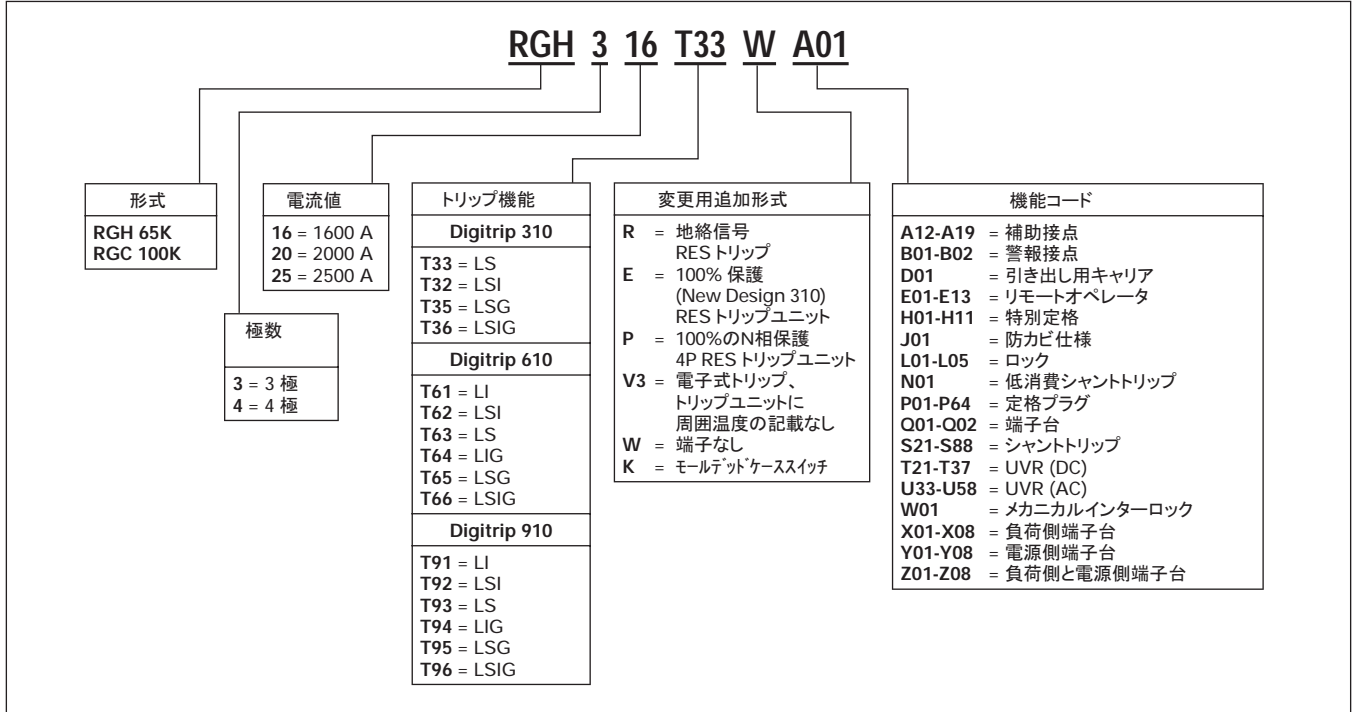 RGH 3 16 T33 W A01
形式
RGH 65K
RGC 100K
極数
3 = 3 極
4 = 4 極
電流値
16 = 1600 A
20 = 2000 A
25 = 2500 A
トリップ機能
Digitrip 310
T33 = LS
T32 = LSI
T35 = LSG
T36 = LSIG
Digitrip 610
T61 = LI
T62 = LSI
T63 = LS
T64 = LIG
T65 = LSG
T66 = LSIG
Digitrip 910
T91 = LI
T92 = LSI
T93 = LS
T94 = LIG
T95 = LSG
T96 = LSIG
変更用追加形式
R = 地絡信号
RES トリップ
E = 100% 保護
(New Design 310)
RES トリップユニット
P = 100%のN相保護
4P RES トリップユニット
V3 = 電子式トリップ、
トリップユニットに
周囲温度の記載なし
W = 端子なし
K = モールデッドケーススイッチ
機能コード
A12-A19 = 補助接点
B01-B02 = 警報接点
D01 = 引き出し用キャリア
E01-E13 = リモートオペレータ
H01-H11 = 特別定格
J01 = 防カビ仕様
L01-L05 = ロック
N01 = 低消費シャントトリップ
P01-P64 = 定格プラグ
Q01-Q02 = 端子台
S21-S88 = シャントトリップ
T21-T37 = UVR (DC)
U33-U58 = UVR (AC)
W01 = メカニカルインターロック
X01-X08 = 負荷側端子台
Y01-Y08 = 電源側端子台
Z01-Z08 = 負荷側と電源側端子台